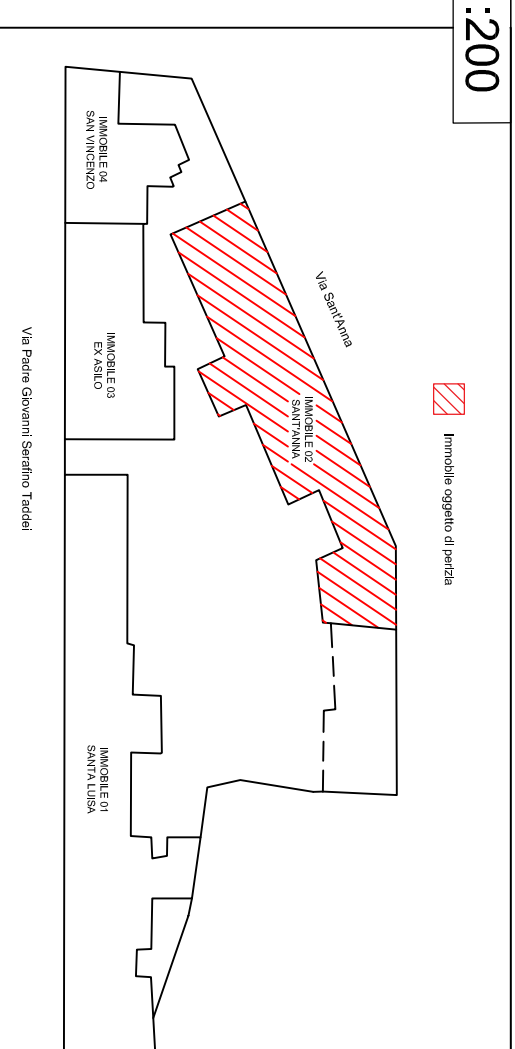 :200
Via Sant'Anna
Immobile oggetto di perizia
IMMOBILE 04
SAN VINCENZO
IMMOBILE 03
EX ASILO
IMMOBILE 02
SANT'ANNA
IMMOBILE 01
SANTA LUISA
Via Padre Giovanni Serafino Taddei